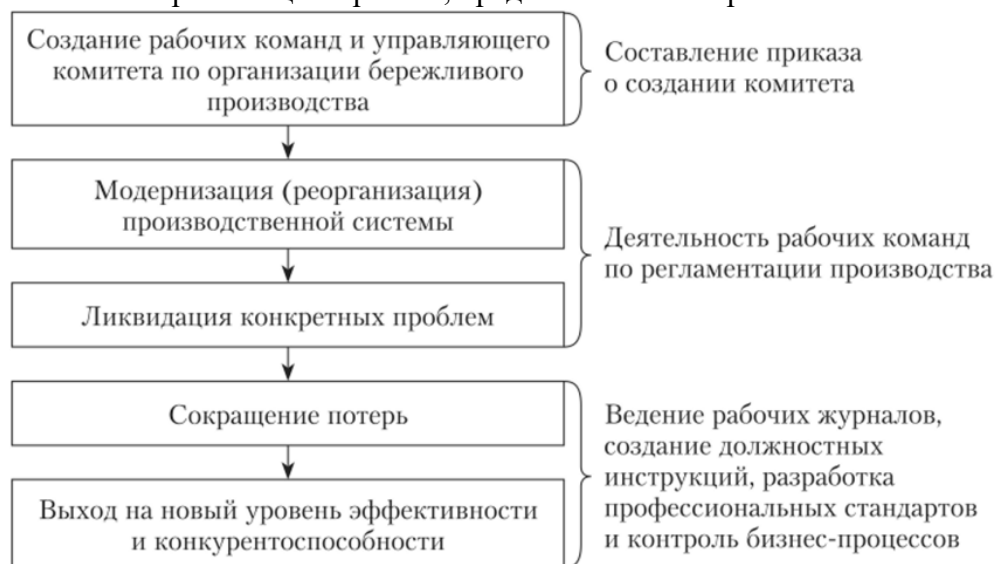 Создание рабочих команд и управляющего
комитета по организации бережливого
производства
Составление приказа
о создании комитета
Модернизация (реорганизация)
производственной системы
Ликвидация конкретных проблем
Деятельность рабочих команд
по регламентации производства
Сокращение потерь
Выход на новый уровень эффективности
и конкурентоспособности
Ведение рабочих журналов,
создание должностных
инструкций, разработка
профессиональных стандартов
и контроль бизнес-процессов